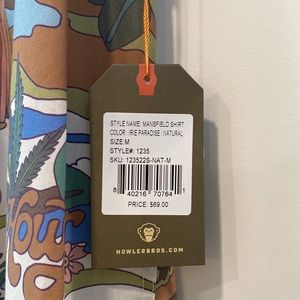 STYLE NAME: MANSFIELD SHIRT
COLOR : IRIE PARADISE : NATURAL
SIZE:M
STYLE#: 1235
SKU: 123522S-NAT-M
8 40216 70764 1
PRICE: $69.00
HOWLERBROS.COM